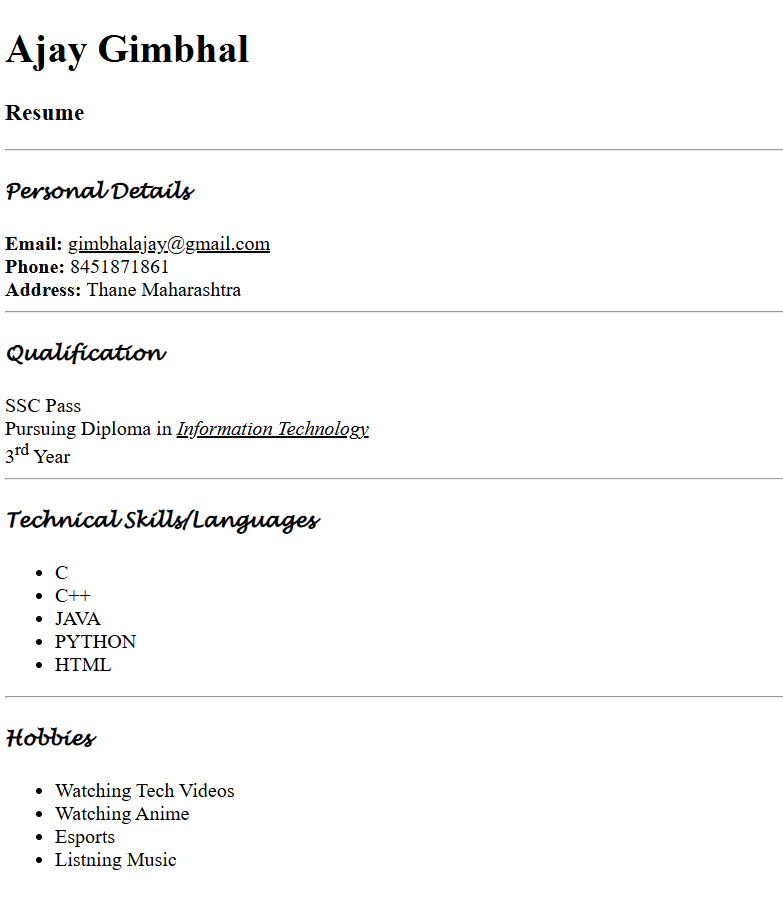 Ajay Gimbhal
Resume
Personal Details
Email: gimbhalajay@gmail.com
Phone: 8451871861
Address: Thane Maharashtra
Qualification
SSC Pass
Pursuing Diploma in Information Technology
3rd Year
Technical Skills/Languages
• C
• C++
• JAVA
• PYTHON
• HTML
Hobbies
• Watching Tech Videos
• Watching Anime
• Esports
• Listning Music